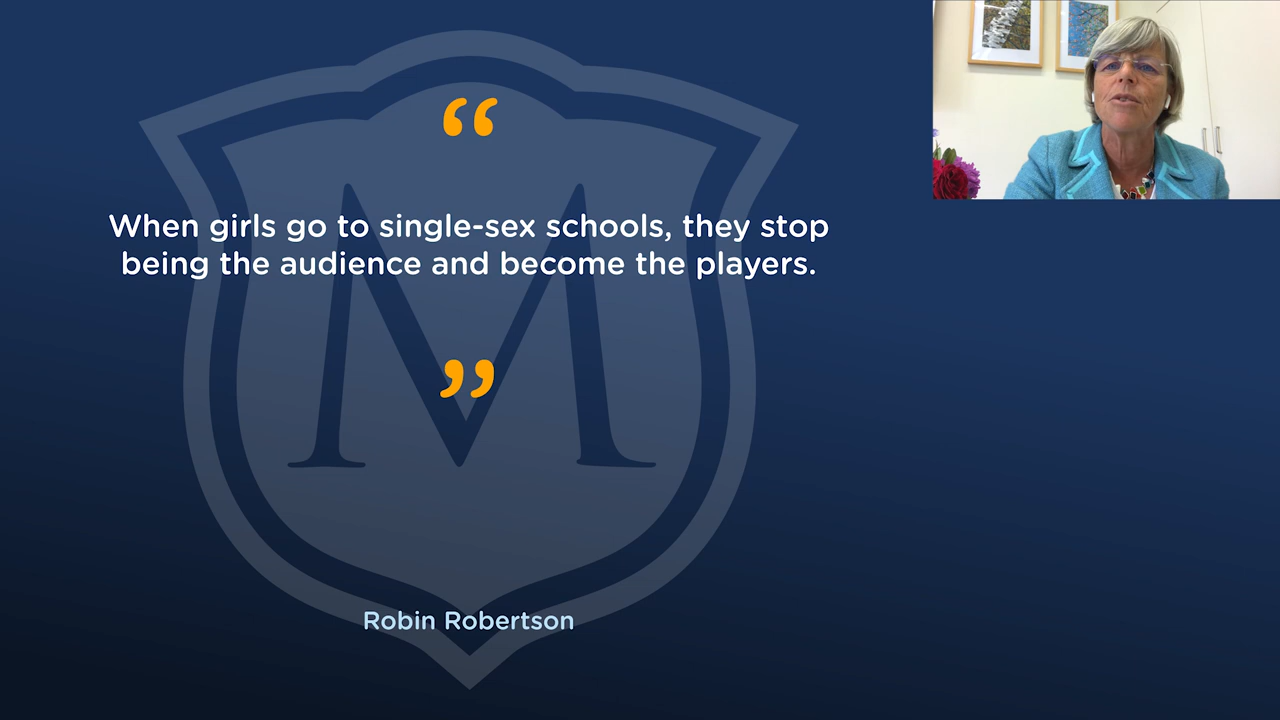 “
When girls go to single-sex schools, they stop
being the audience and become the players.
”
M
Robin Robertson